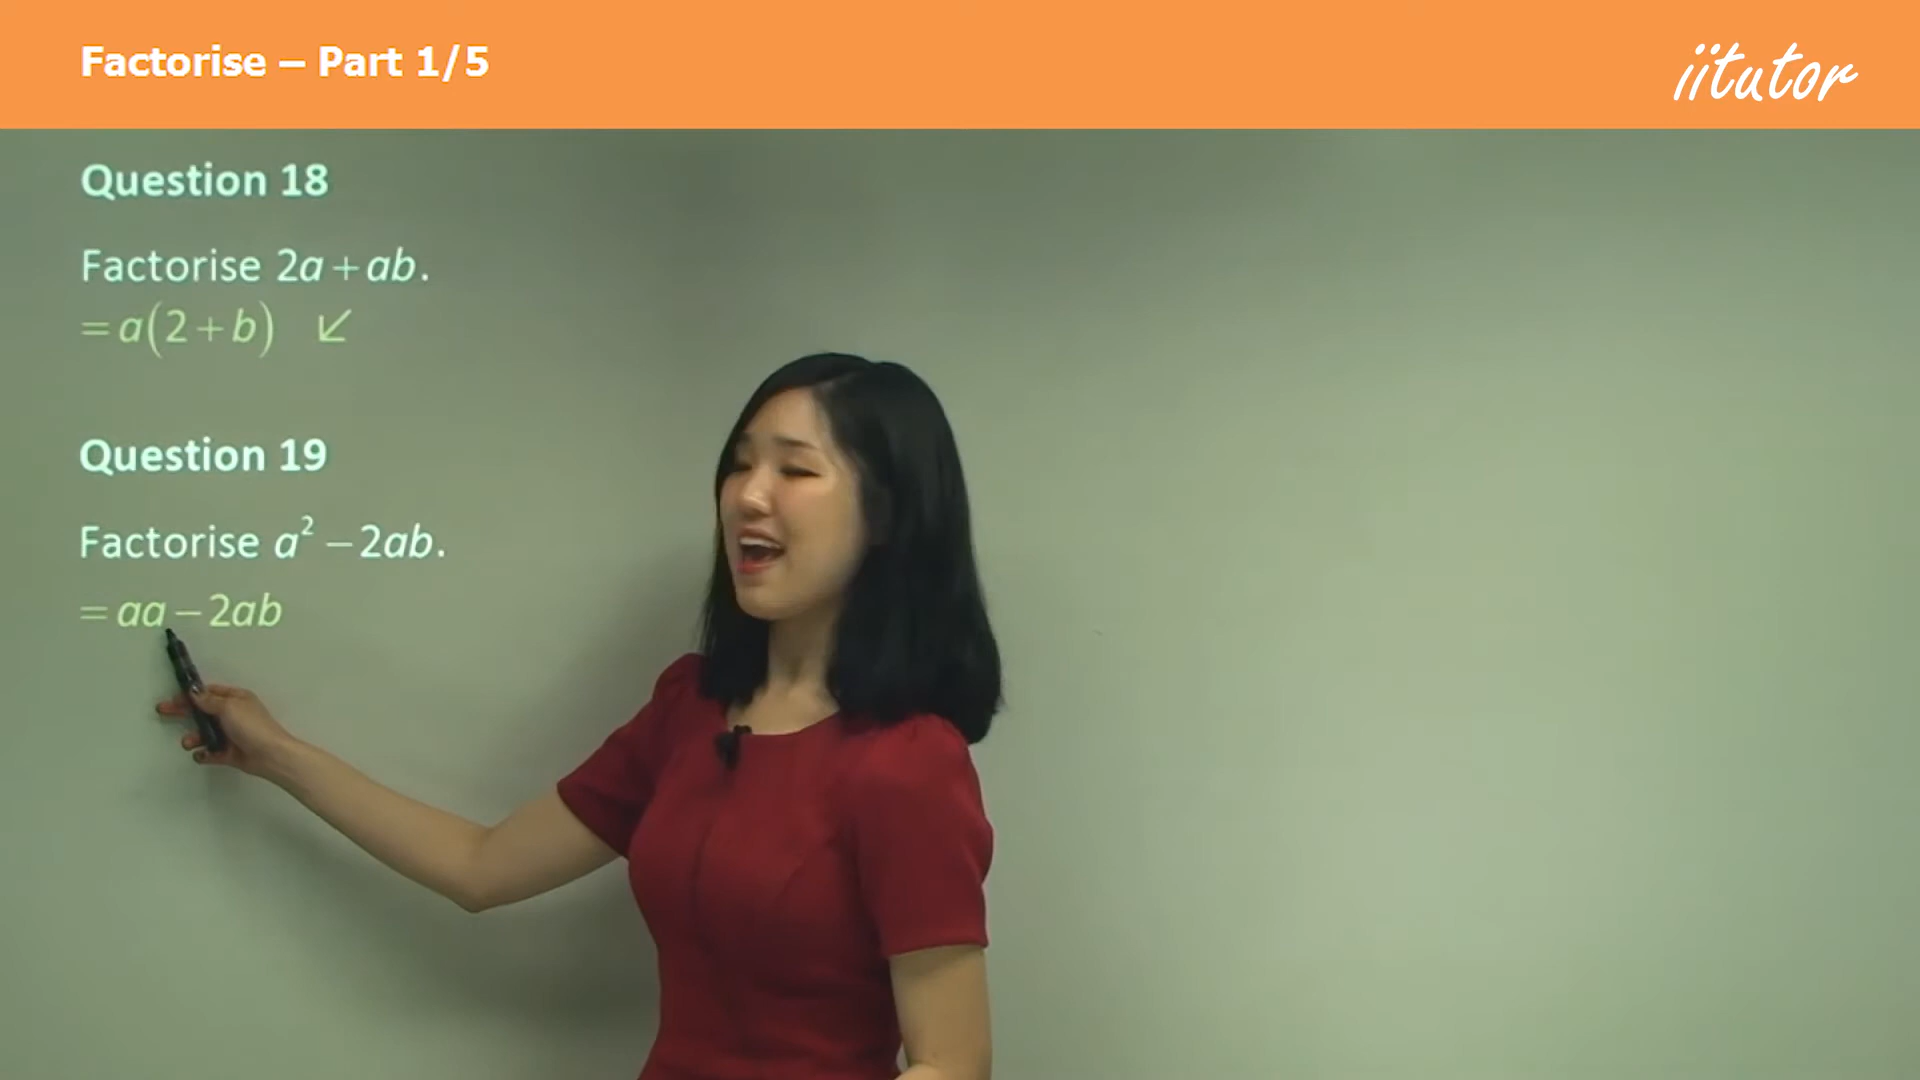 Factorise – Part 1/5
iitutor
Question 18
Factorise 2a + ab.
= a(2 + b) ↙
Question 19
Factorise a² – 2ab.
= aa – 2ab